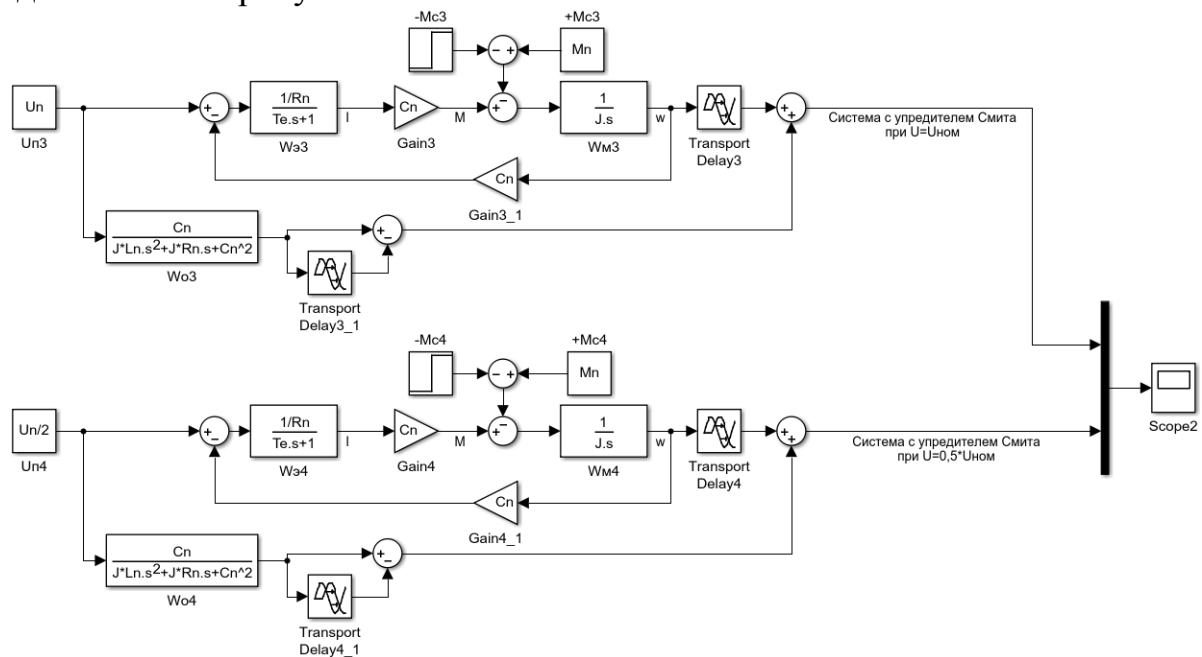 -Mc3
+Mc3
Mn
Un
Un3
+
−
1/Rn
Te.s+1
Wэ3
I
Cn
Gain3
M
− +
+ −
1
J.s
Wм3
w
Transport
Delay3
+
+
Система с упредителем Смита
при U=Uном
Cn
Gain3_1
Cn
J*Ln.s2+J*Rn.s+Cn^2
Wo3
+
−
Transport
Delay3_1
-Mc4
+Mc4
Mn
Un/2
Un4
+
−
1/Rn
Te.s+1
Wэ4
I
Cn
Gain4
M
− +
+ −
1
J.s
Wм4
w
Transport
Delay4
+
+
Система с упредителем Смита
при U=0,5*Uном
Scope2
Cn
Gain4_1
Cn
J*Ln.s2+J*Rn.s+Cn^2
Wo4
+
−
Transport
Delay4_1